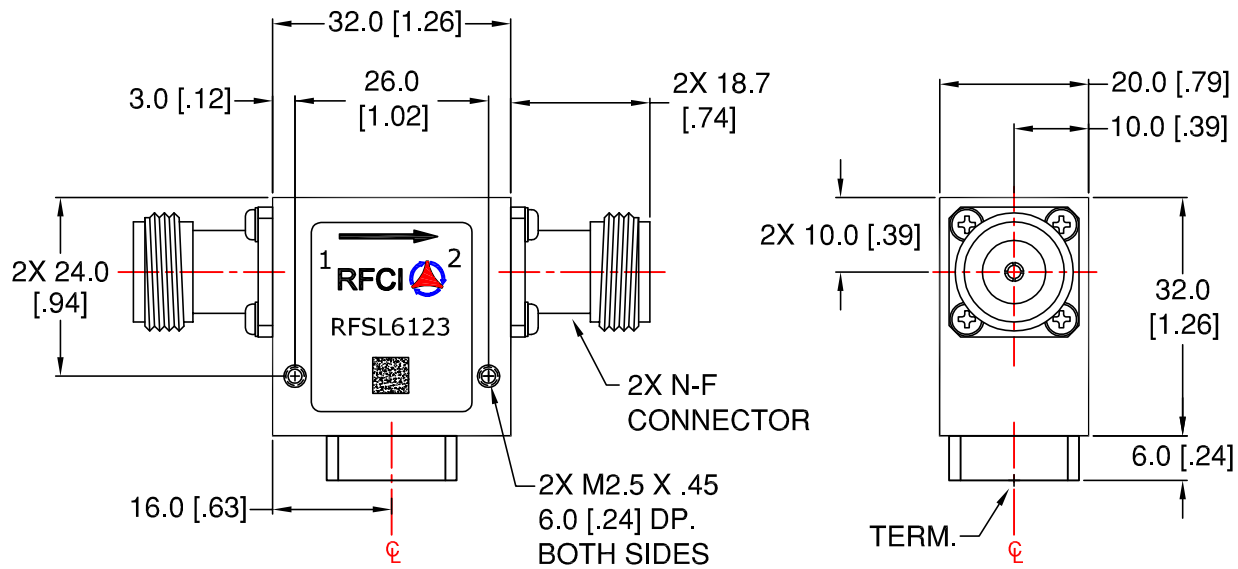 32.0 [1.26]
3.0 [.12]
26.0
[1.02]
2X 18.7
[.74]
2X 24.0
[.94]
1
2
RFCI
RFSL6123
2X N-F
CONNECTOR
16.0 [.63]
2X M2.5 X .45
6.0 [.24] DP.
BOTH SIDES
℄
20.0 [.79]
10.0 [.39]
2X 10.0 [.39]
32.0
[1.26]
6.0 [.24]
TERM.
℄